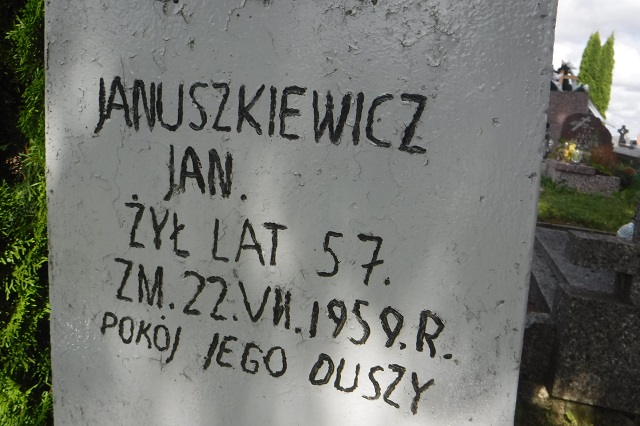 JANUSZKIEWICZ
JAN.
ŻYŁ LAT 57.
ZM. 22.VII.1959.R.
POKÓJ JEGO DUSZY